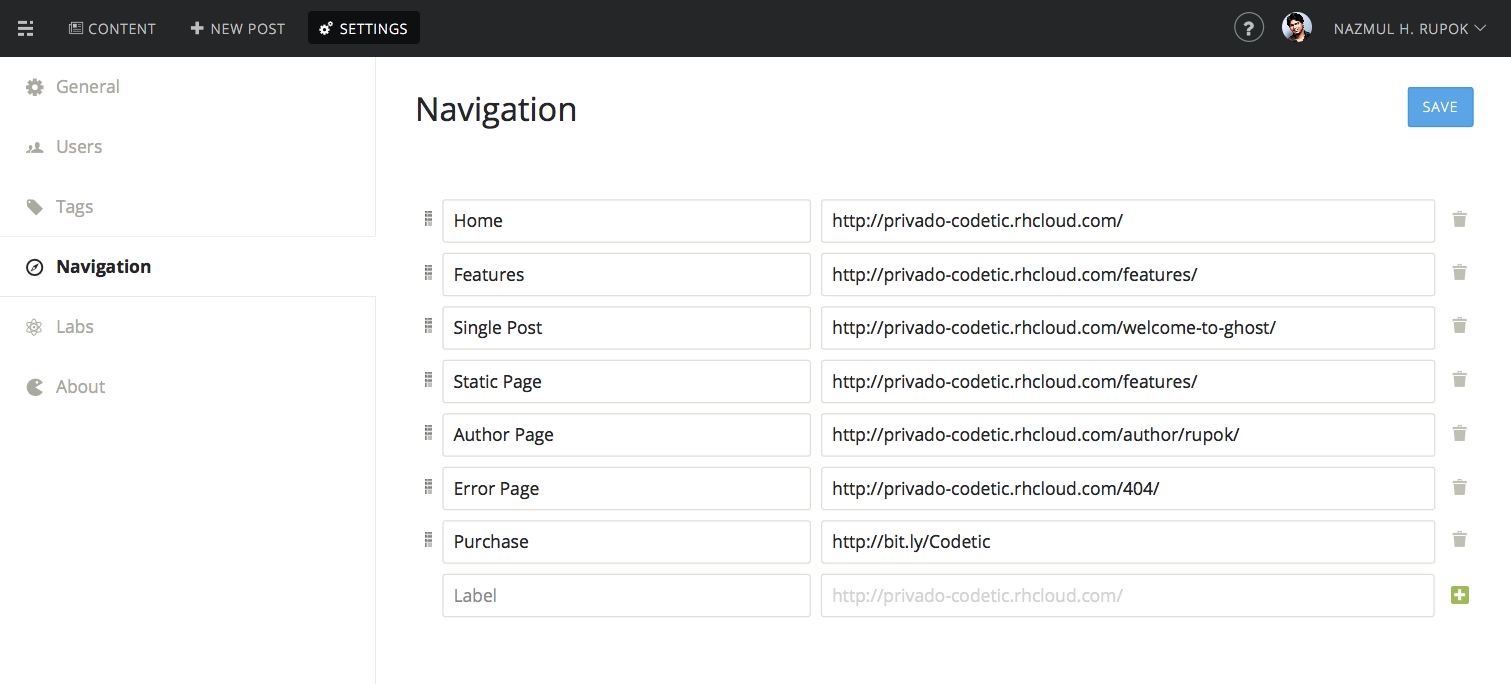 CONTENT NEW POST SETTINGS ? NAZMUL H. RUPOK
General
Users
Tags
Navigation
Labs
About
Navigation SAVE
Home http://privado-codetic.rhcloud.com/
Features http://privado-codetic.rhcloud.com/features/
Single Post http://privado-codetic.rhcloud.com/welcome-to-ghost/
Static Page http://privado-codetic.rhcloud.com/features/
Author Page http://privado-codetic.rhcloud.com/author/rupok/
Error Page http://privado-codetic.rhcloud.com/404/
Purchase http://bit.ly/Codetic
Label http://privado-codetic.rhcloud.com/